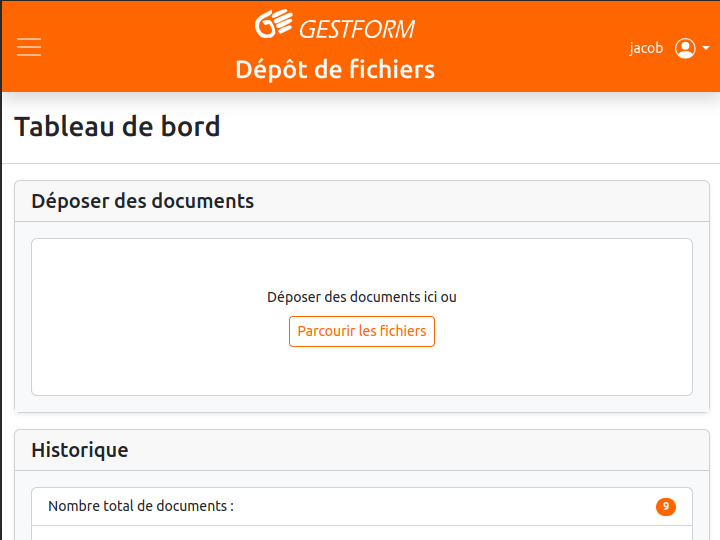 GESTFORM
Dépôt de fichiers
jacob
Tableau de bord
Déposer des documents
Déposer des documents ici ou
Parcourir les fichiers
Historique
Nombre total de documents :
9